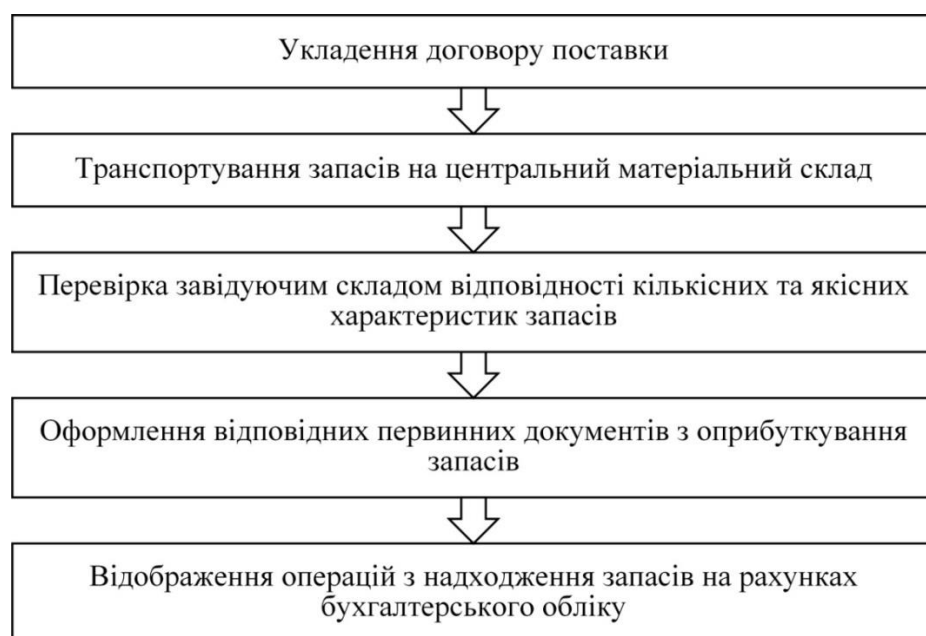 Укладення договору поставки
Транспортування запасів на центральний матеріальний склад
Перевірка завідуючим складом відповідності кількісних та якісних
характеристик запасів
Оформлення відповідних первинних документів з оприбуткування
запасів
Відображення операцій з надходження запасів на рахунках
бухгалтерського обліку